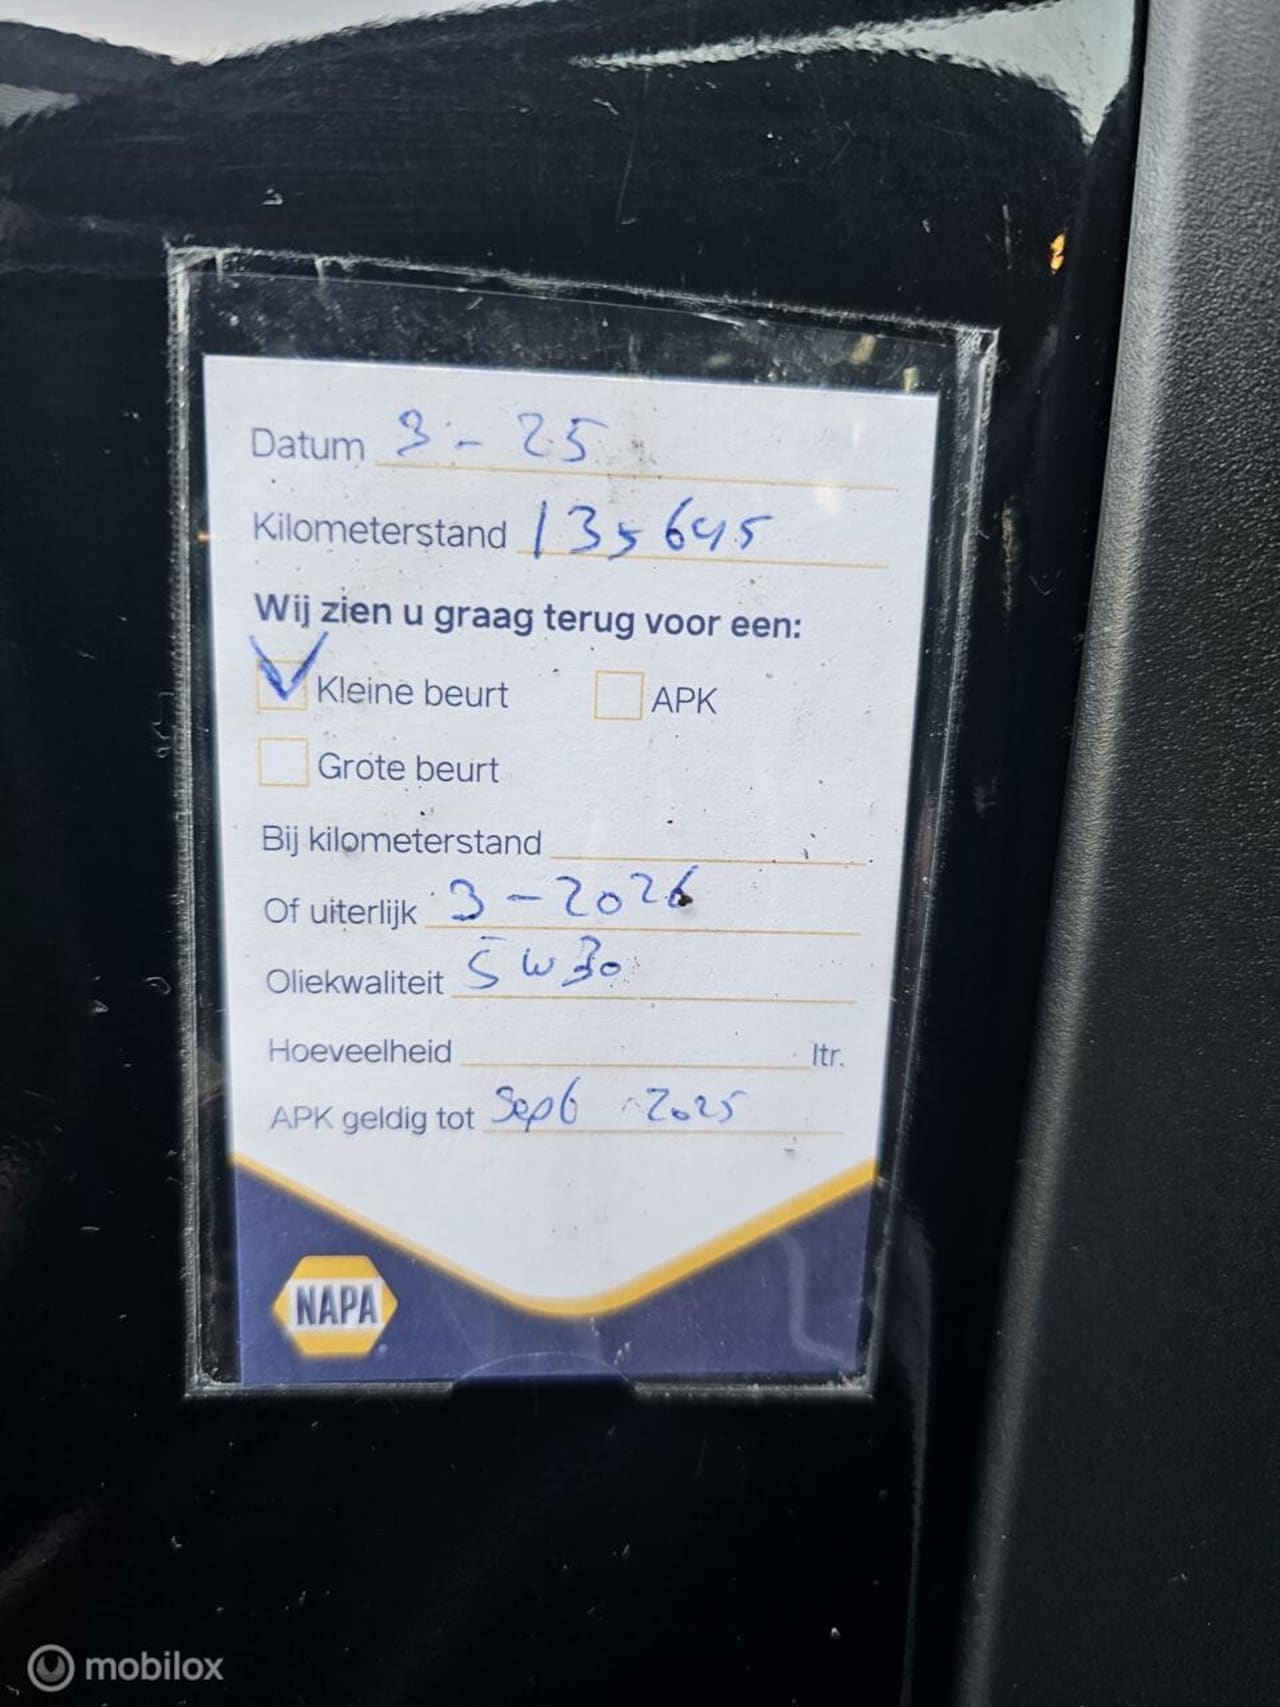 Datum 3 - 25
Kilometerstand 135645
Wij zien u graag terug voor een:
Kleine beurt APK
Grote beurt
Bij kilometerstand
Of uiterlijk 3 - 2026
Oliekwaliteit 5W30
Hoeveelheid ltr.
APK geldig tot Sept 2025
NAPA
mobilox